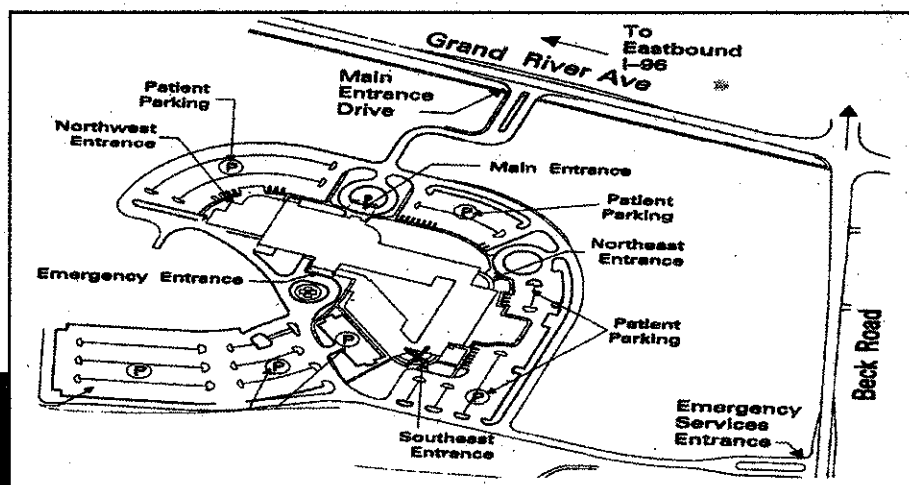 To
Eastbound
I-96
Grand River Ave
Main
Entrance
Drive
Patient
Parking
Northwest
Entrance
P
Main Entrance
P
P
Patient
Parking
Northeast
Entrance
Emergency Entrance
Patient
Parking
P
P
P
P
Beck Road
Emergency
Services
Entrance
Southeast
Entrance